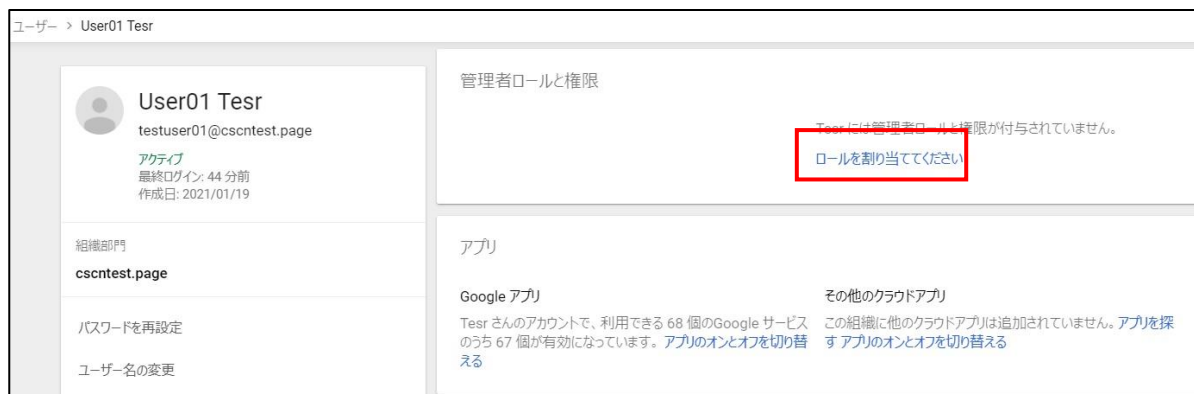 ユーザー > User01 Tesr
User01 Tesr
testuser01@cscntest.page
アクティブ
最終ログイン: 44 分前
作成日: 2021/01/19
組織部門
cscntest.page
パスワードを再設定
ユーザー名の変更
管理者ロールと権限
Tesr には管理者ロールと権限が付与されていません。
ロールを割り当ててください
アプリ
Google アプリ
Tesr さんのアカウントで、利用できる 68 個のGoogle サービス
のうち 67 個が有効になっています。 アプリのオンとオフを切り替
える
その他のクラウドアプリ
この組織に他のクラウドアプリは追加されていません。アプリを探
す アプリのオンとオフを切り替える